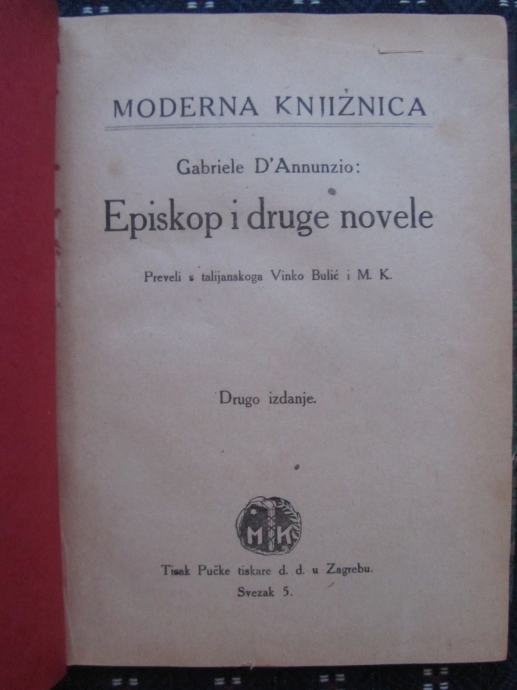 MODERNA KNJIŽNICA
Gabriele D'Annunzio:
Episkop i druge novele
Preveli s talijanskoga Vinko Bulić i M. K.
Drugo izdanje.
M K
Tisak Pučke tiskare d. d. u Zagrebu.
Svezak 5.